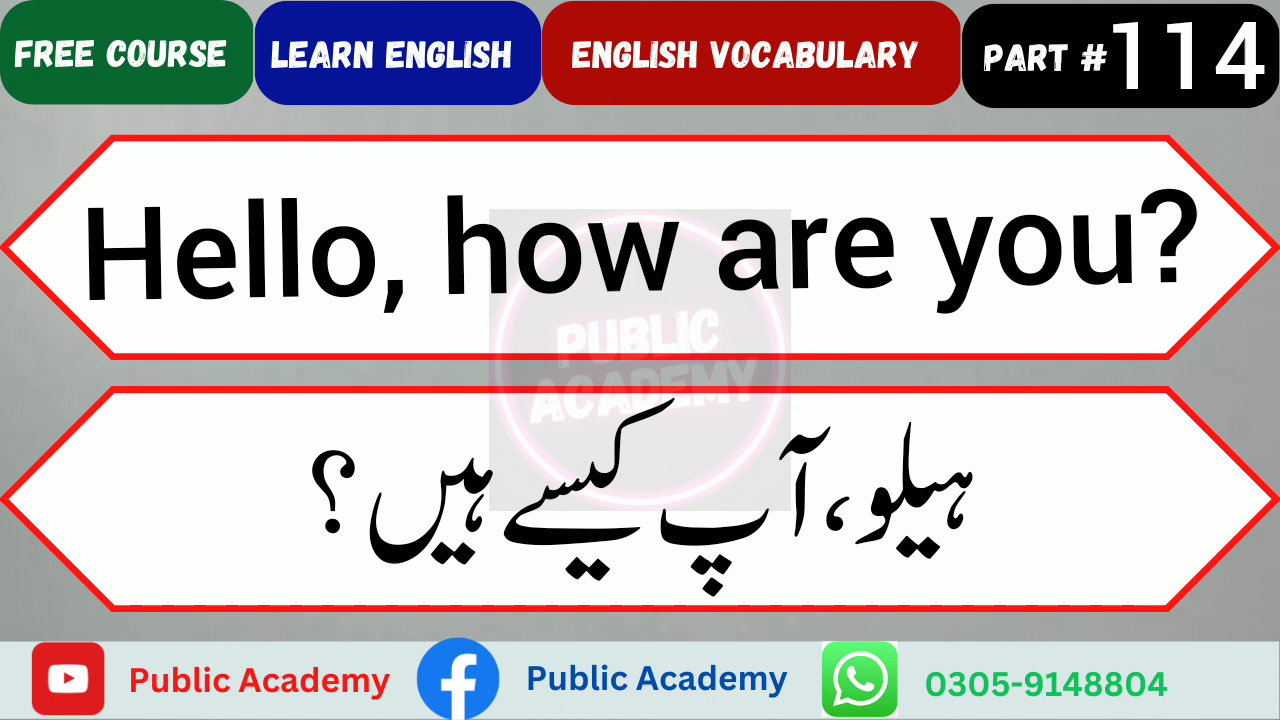 FREE COURSE LEARN ENGLISH ENGLISH VOCABULARY PART #114
Hello, how are you?
PUBLIC
ACADEMY
ہیلو، آپ کیسے ہیں؟
Public Academy Public Academy 0305-9148804